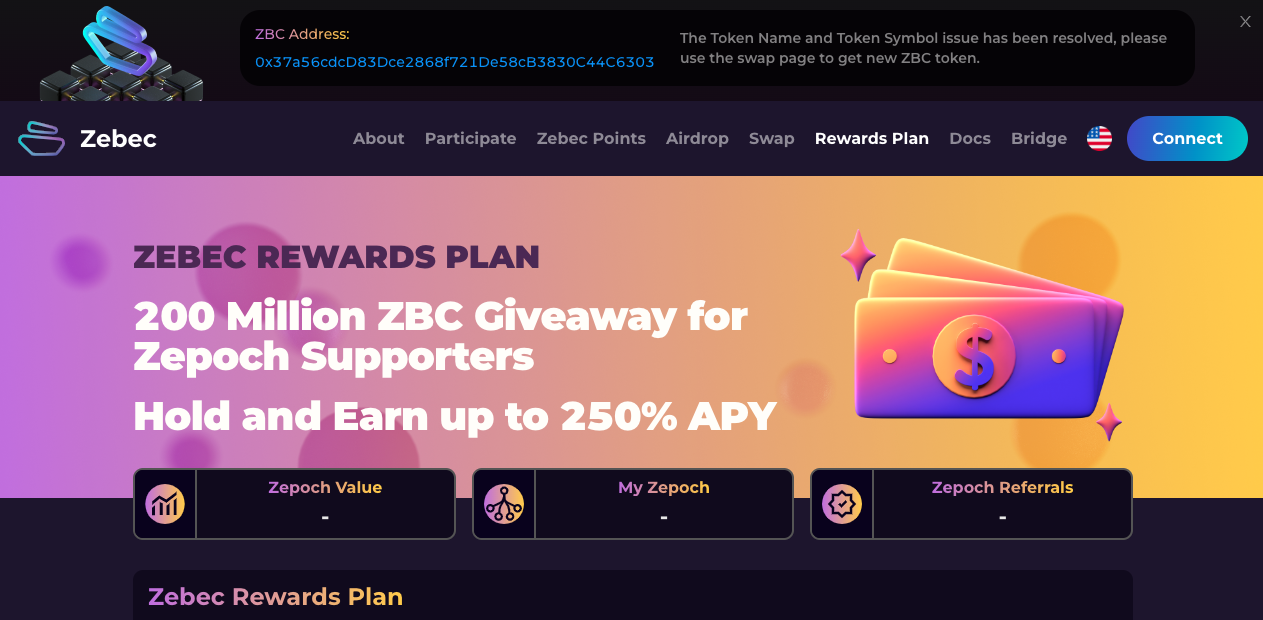 ZBC Address:
0x37a56cdcD83Dce2868f721De58cB3830C44C6303
The Token Name and Token Symbol issue has been resolved, please
use the swap page to get new ZBC token.
X
Zebec
About
Participate
Zebec Points
Airdrop
Swap
Rewards Plan
Docs
Bridge
Connect
ZEBEC REWARDS PLAN
200 Million ZBC Giveaway for
Zepoch Supporters
Hold and Earn up to 250% APY
$
Zepoch Value
-
My Zepoch
-
Zepoch Referrals
-
Zebec Rewards Plan